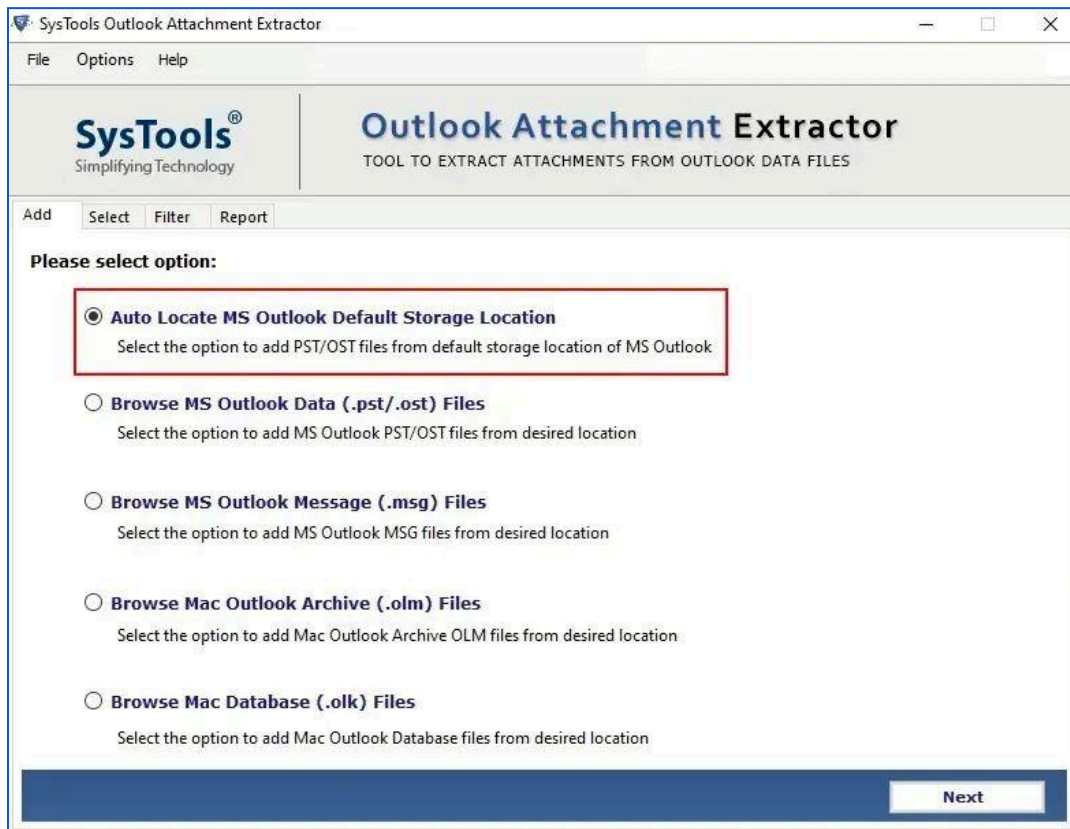 SysTools Outlook Attachment Extractor
File Options Help
SysTools®
Simplifying Technology
Outlook Attachment Extractor
TOOL TO EXTRACT ATTACHMENTS FROM OUTLOOK DATA FILES
Add Select Filter Report
Please select option:
Auto Locate MS Outlook Default Storage Location
Select the option to add PST/OST files from default storage location of MS Outlook
Browse MS Outlook Data (.pst/.ost) Files
Select the option to add MS Outlook PST/OST files from desired location
Browse MS Outlook Message (.msg) Files
Select the option to add MS Outlook MSG files from desired location
Browse Mac Outlook Archive (.olm) Files
Select the option to add Mac Outlook Archive OLM files from desired location
Browse Mac Database (.olk) Files
Select the option to add Mac Outlook Database files from desired location
Next